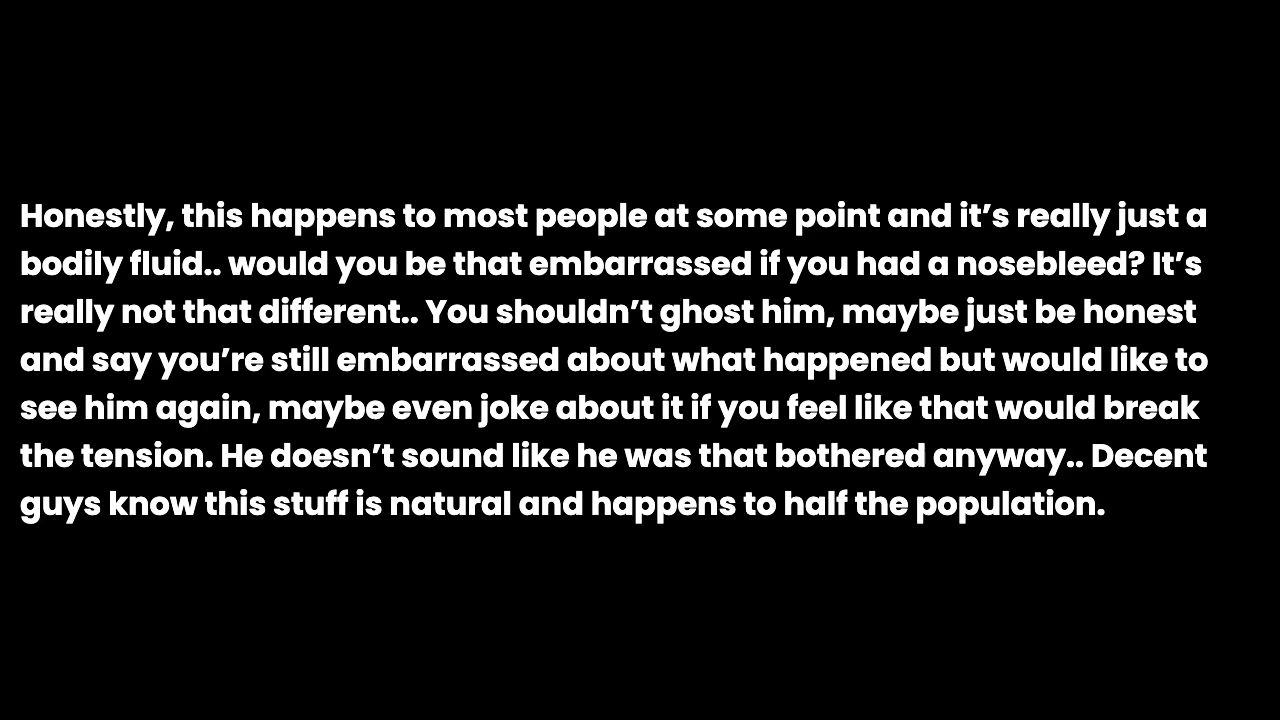 Honestly, this happens to most people at some point and it’s really just a
bodily fluid.. would you be that embarrassed if you had a nosebleed? It’s
really not that different.. You shouldn’t ghost him, maybe just be honest
and say you’re still embarrassed about what happened but would like to
see him again, maybe even joke about it if you feel like that would break
the tension. He doesn’t sound like he was that bothered anyway.. Decent
guys know this stuff is natural and happens to half the population.